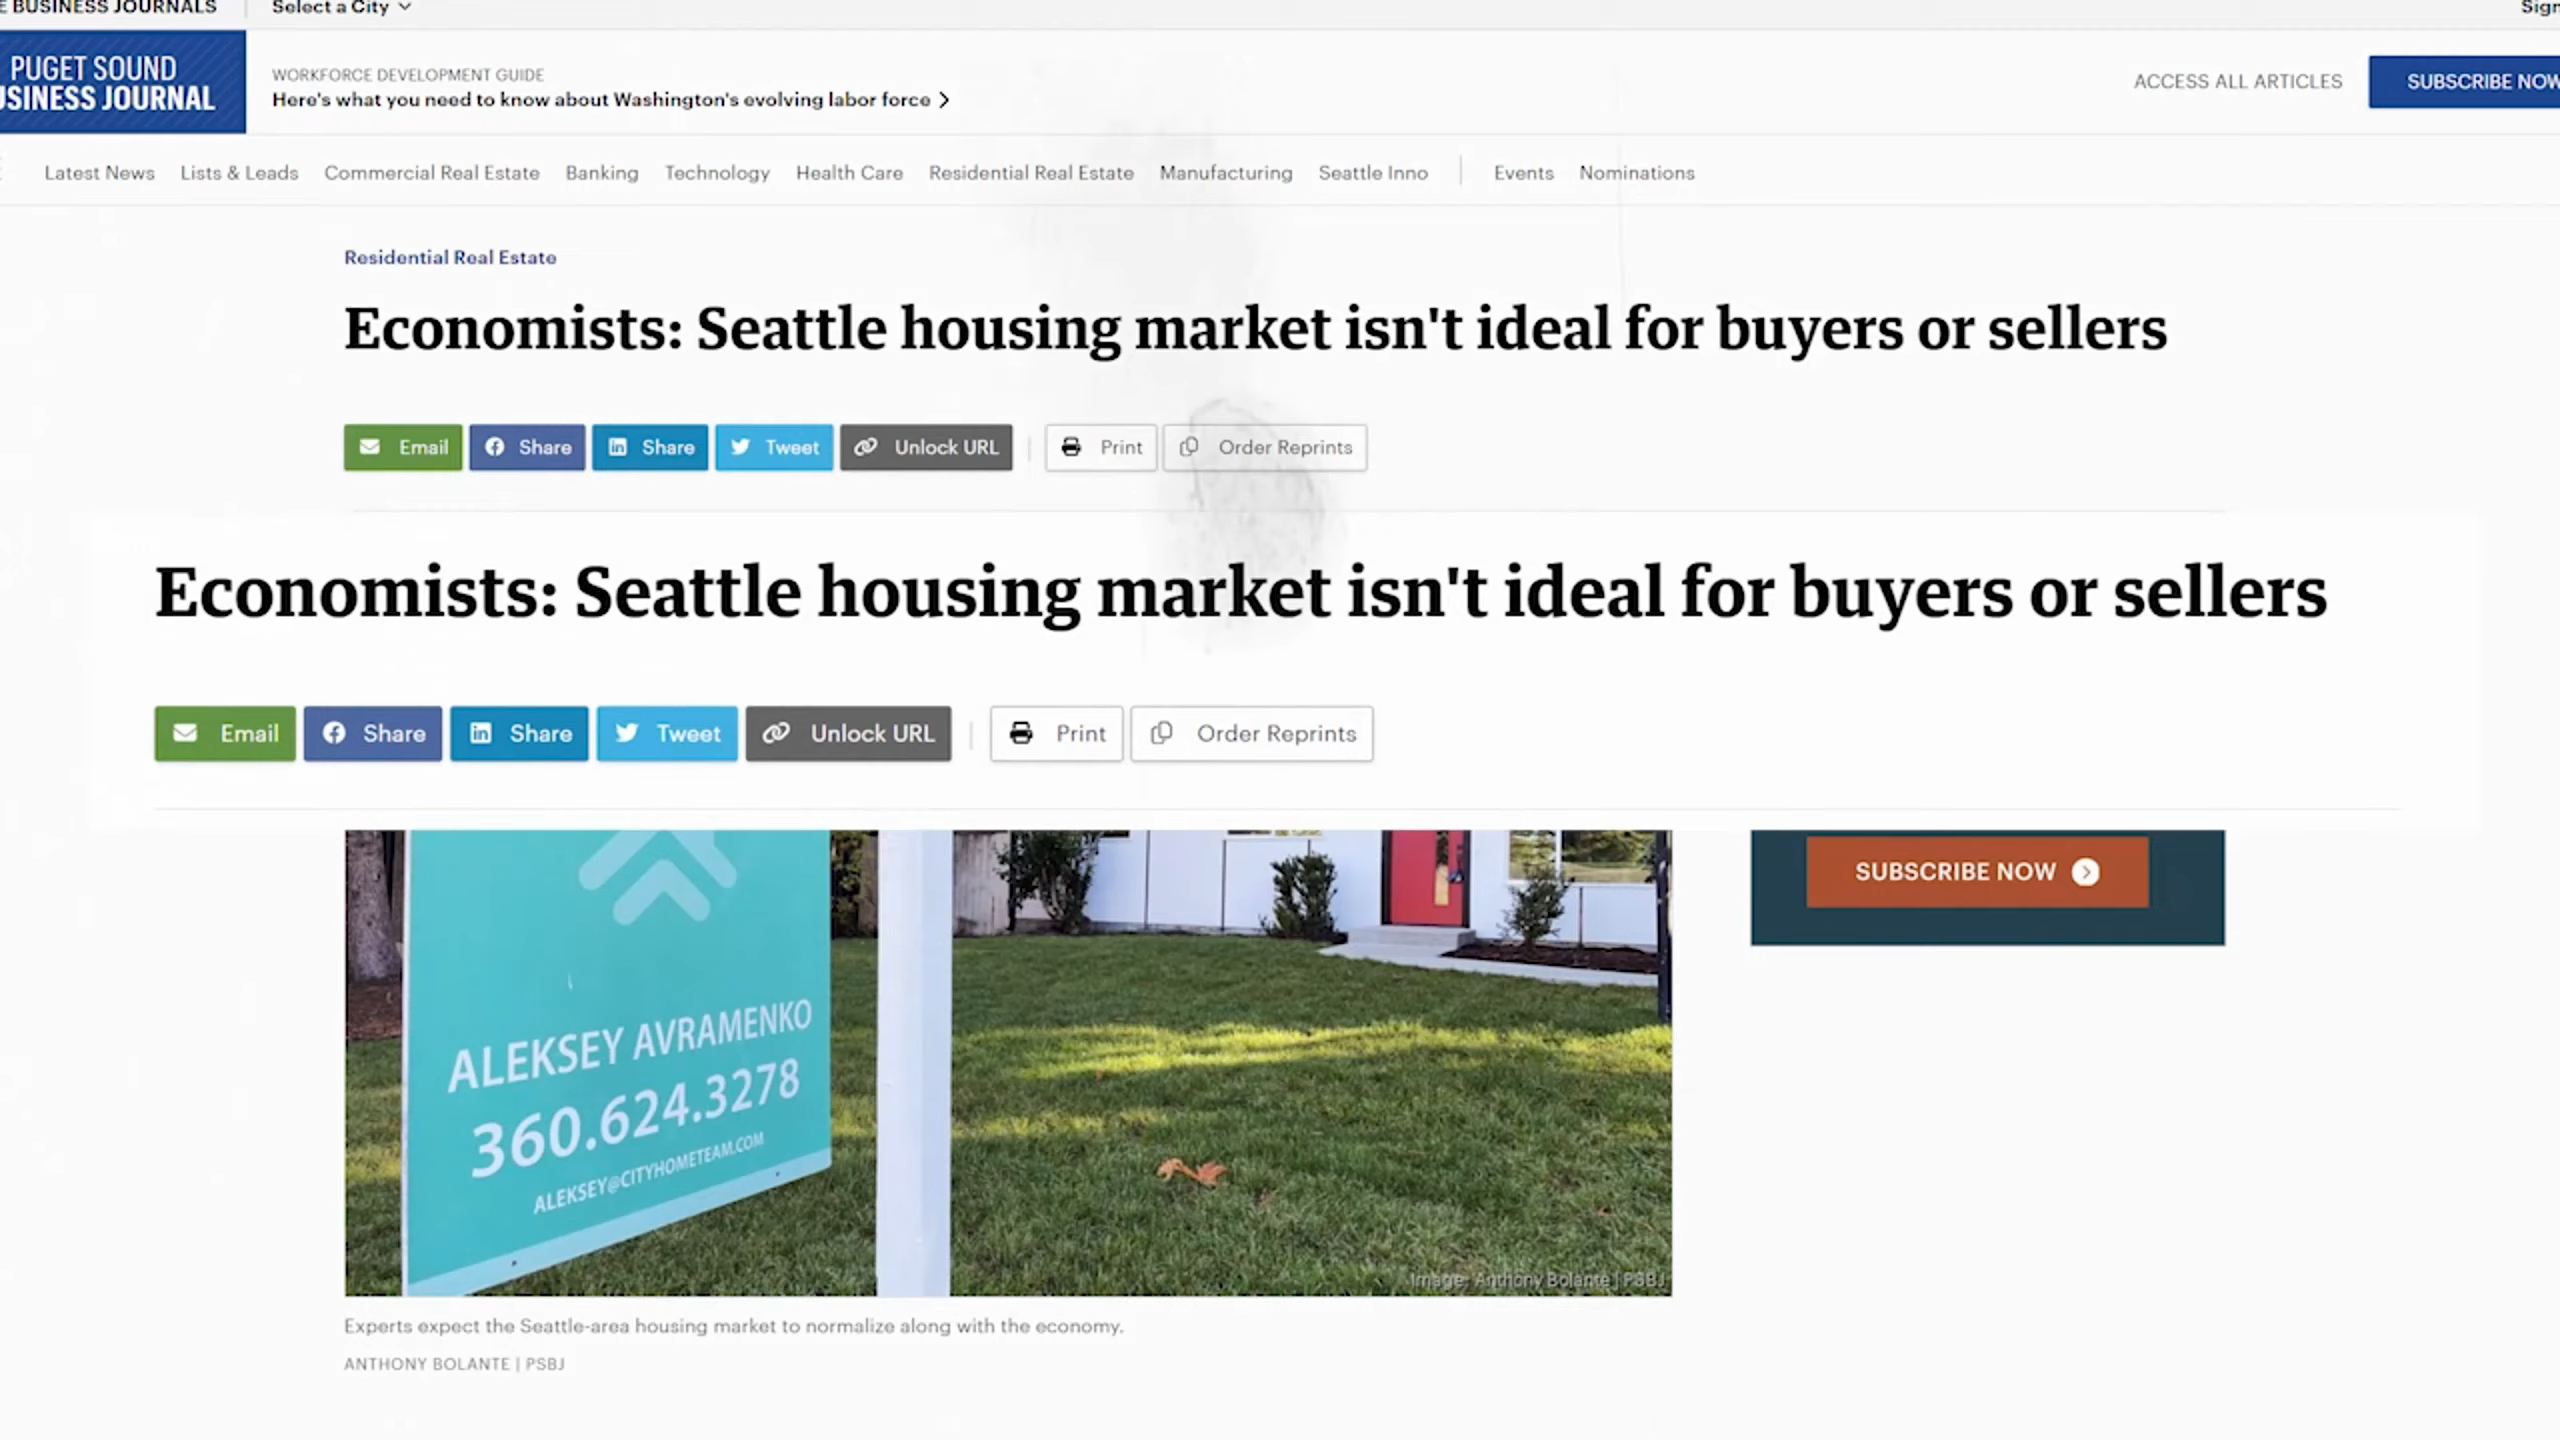 E BUSINESS JOURNALS
Select a City
Sign
PUGET SOUND
USINESS JOURNAL
WORKFORCE DEVELOPMENT GUIDE
Here's what you need to know about Washington's evolving labor force
ACCESS ALL ARTICLES
SUBSCRIBE NOW
Latest News Lists & Leads Commercial Real Estate Banking Technology Health Care Residential Real Estate Manufacturing Seattle Inno Events Nominations
Residential Real Estate
Economists: Seattle housing market isn't ideal for buyers or sellers
Email Share Share Tweet Unlock URL Print Order Reprints
Economists: Seattle housing market isn't ideal for buyers or sellers
Email Share Share Tweet Unlock URL Print Order Reprints
SUBSCRIBE NOW
ALEKSEY AVRAMENKO
360.624.3278
ALEKSEY@CITYHOMETEAM.COM
Image: Anthony Bolante | PSBJ
Experts expect the Seattle-area housing market to normalize along with the economy.
ANTHONY BOLANTE | PSBJ